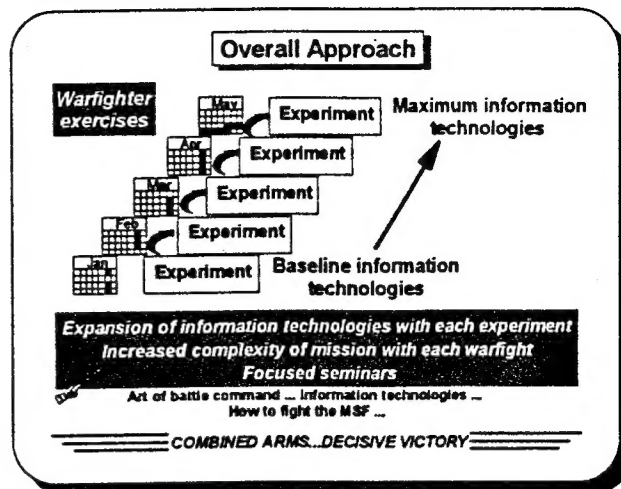 Overall Approach
Warfighter
exercises
May
Experiment
Maximum information
technologies
Apr
Experiment
Mar
Experiment
Feb
Experiment
Jan
Experiment
Baseline information
technologies
Expansion of information technologies with each experiment
Increased complexity of mission with each warfight
Focused seminars
Art of battle command ... Information technologies ...
How to fight the MSF ...
COMBINED ARMS...DECISIVE VICTORY